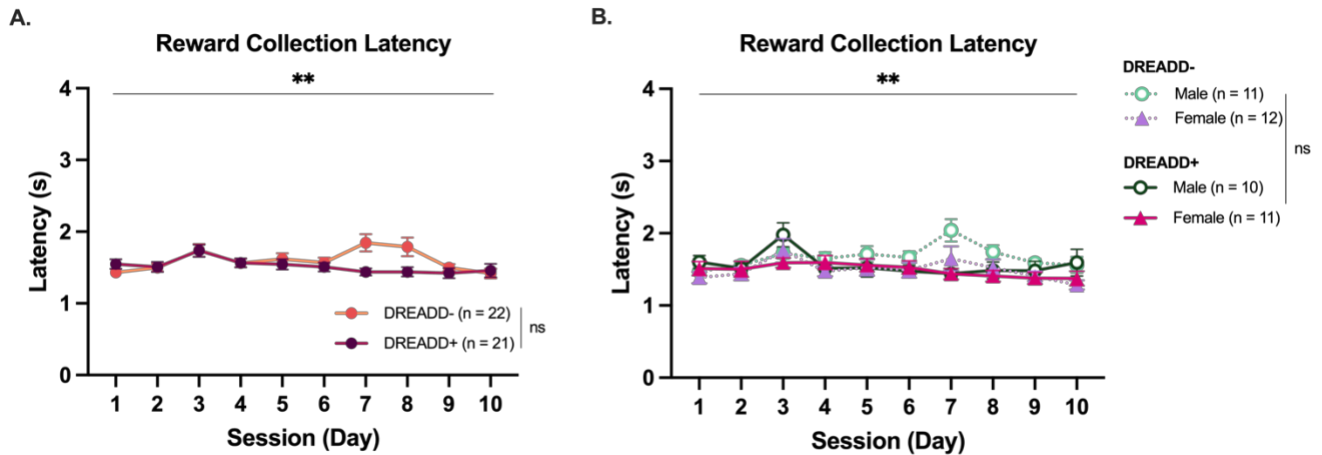 A.
Reward Collection Latency
**
4
3
2
1
0
Latency (s)
1 2 3 4 5 6 7 8 9 10
Session (Day)
DREADD- (n = 22)
DREADD+ (n = 21)
ns
B.
Reward Collection Latency
**
4
3
2
1
0
Latency (s)
1 2 3 4 5 6 7 8 9 10
Session (Day)
DREADD-
Male (n = 11)
Female (n = 12)
DREADD+
Male (n = 10)
Female (n = 11)
ns